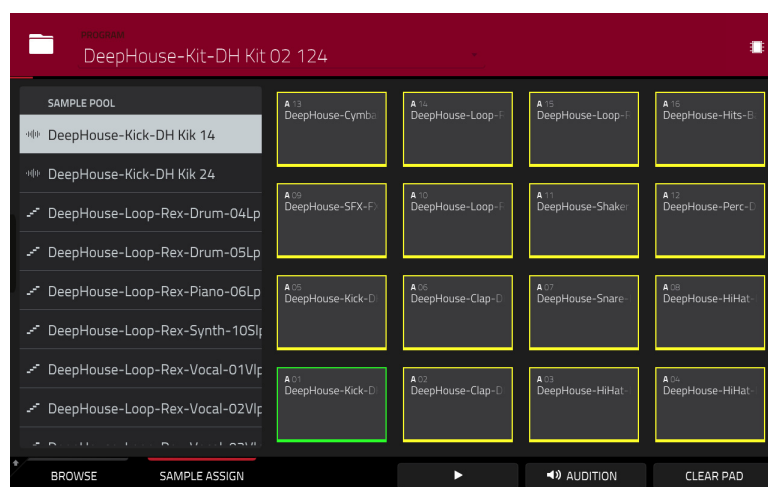 PROGRAM
DeepHouse-Kit-DH Kit 02 124
SAMPLE POOL
DeepHouse-Kick-DH Kik 14
DeepHouse-Kick-DH Kik 24
DeepHouse-Loop-Rex-Drum-04Lp
DeepHouse-Loop-Rex-Drum-05Lp
DeepHouse-Loop-Rex-Piano-06Lp
DeepHouse-Loop-Rex-Synth-10Slp
DeepHouse-Loop-Rex-Vocal-01Vlp
DeepHouse-Loop-Rex-Vocal-02Vlp
A 13
DeepHouse-Cymba
A 14
DeepHouse-Loop-
A 15
DeepHouse-Loop-
A 16
DeepHouse-Hits-B
A 09
DeepHouse-SFX-F
A 10
DeepHouse-Loop-
A 11
DeepHouse-Shaker
A 12
DeepHouse-Perc-D
A 05
DeepHouse-Kick-D
A 06
DeepHouse-Clap-D
A 07
DeepHouse-Snare-
A 08
DeepHouse-HiHat-
A 01
DeepHouse-Kick-D
A 02
DeepHouse-Clap-D
A 03
DeepHouse-HiHat-
A 04
DeepHouse-HiHat-
BROWSE
SAMPLE ASSIGN
AUDITION
CLEAR PAD